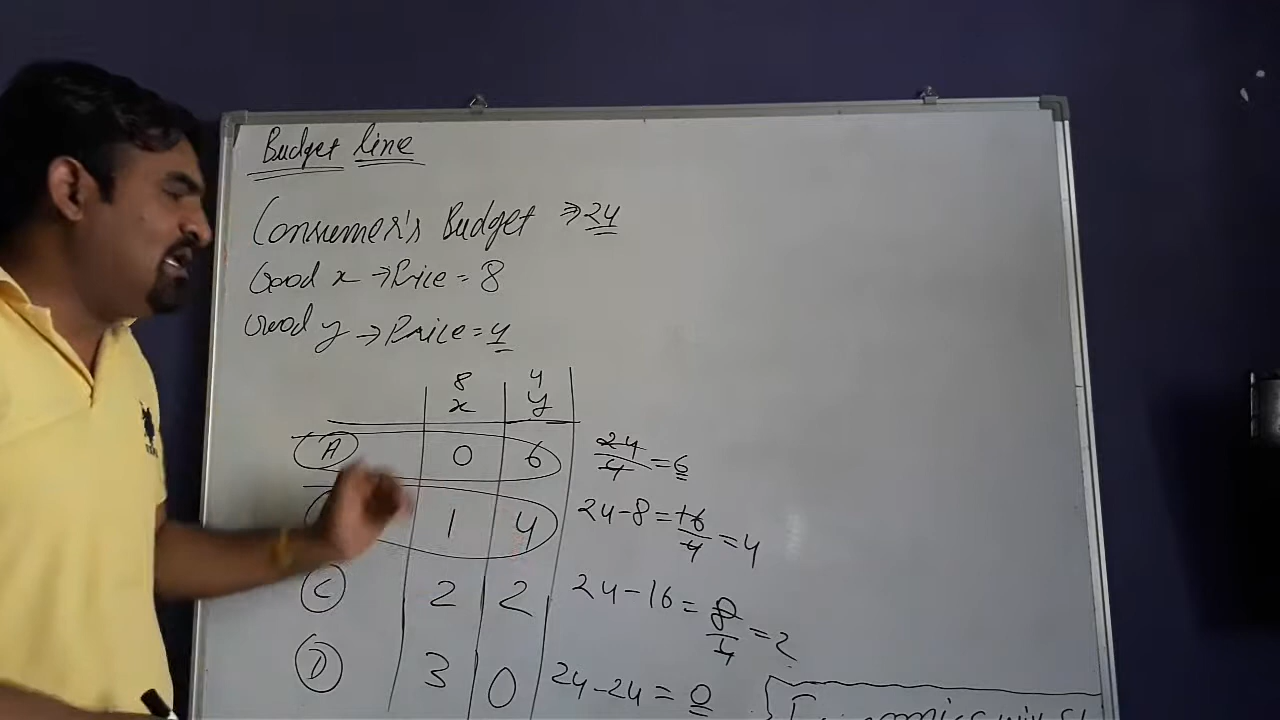 Budget line
Consumer's Budget ⇒ 24
Good x → Price = 8
Good y → Price = 4
8 4
x y
A 0 6 24/4 = 6
1 4 24-8 = 16/4 = 4
C 2 2 24-16 = 8/4 = 2
D 3 0 24-24 = 0